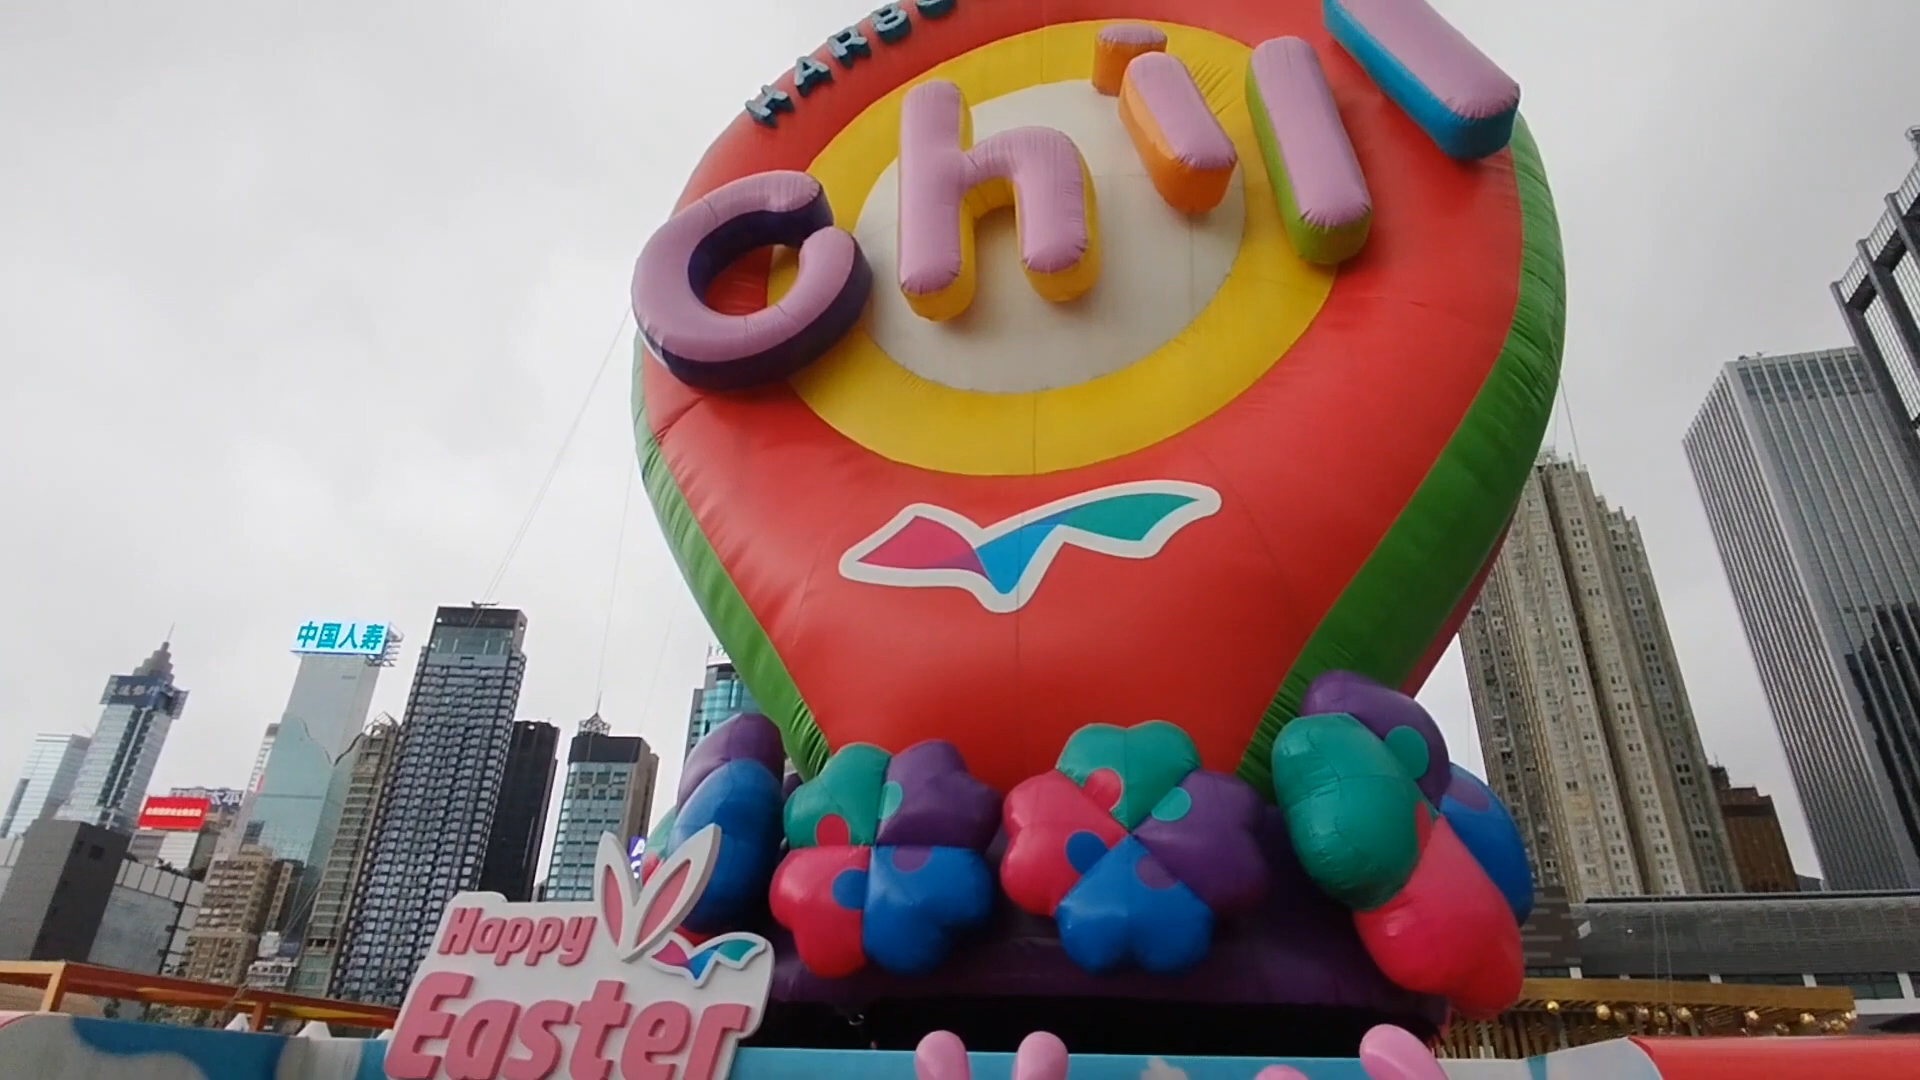 HARBO
chill
中国人寿
Happy
Easter